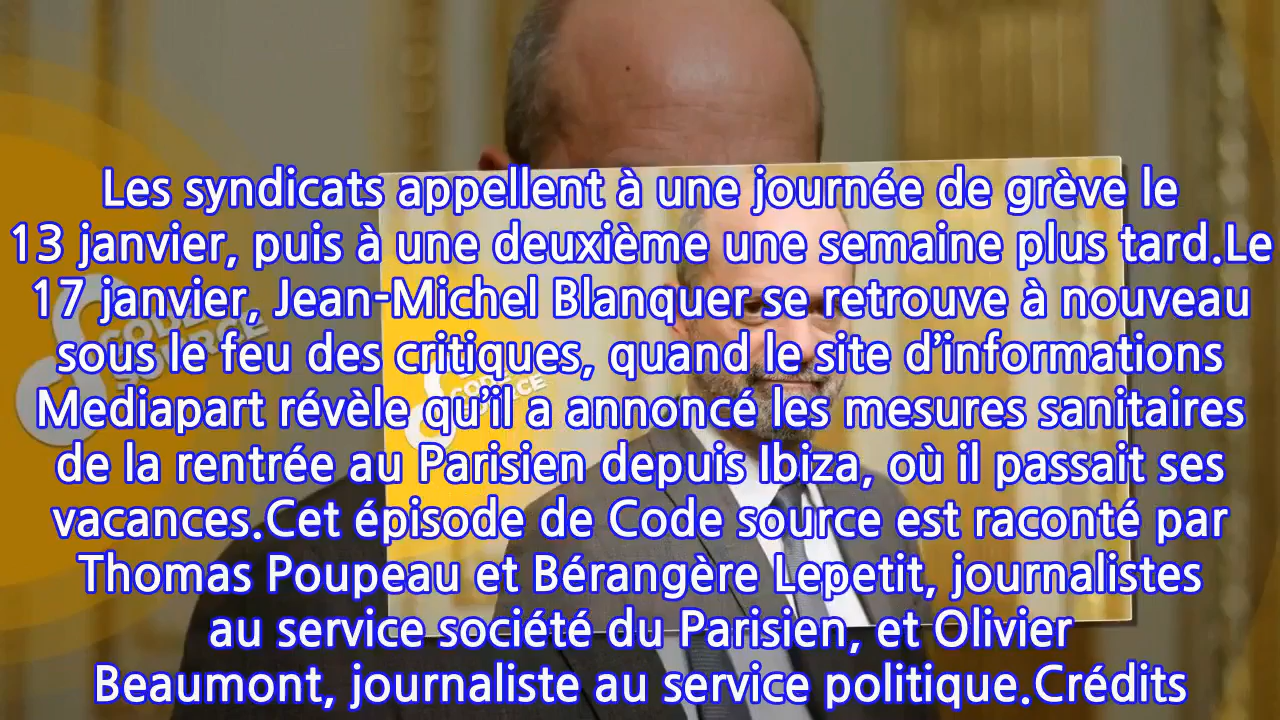 Les syndicats appellent à une journée de grève le
13 janvier, puis à une deuxième une semaine plus tard.Le
17 janvier, Jean-Michel Blanquer se retrouve à nouveau
sous le feu des critiques, quand le site d’informations
Mediapart révèle qu’il a annoncé les mesures sanitaires
de la rentrée au Parisien depuis Ibiza, où il passait ses
vacances.Cet épisode de Code source est raconté par
Thomas Poupeau et Bérangère Lepetit, journalistes
au service société du Parisien, et Olivier
Beaumont, journaliste au service politique.Crédits
CODE
SOURCE
CODE
SOURCE